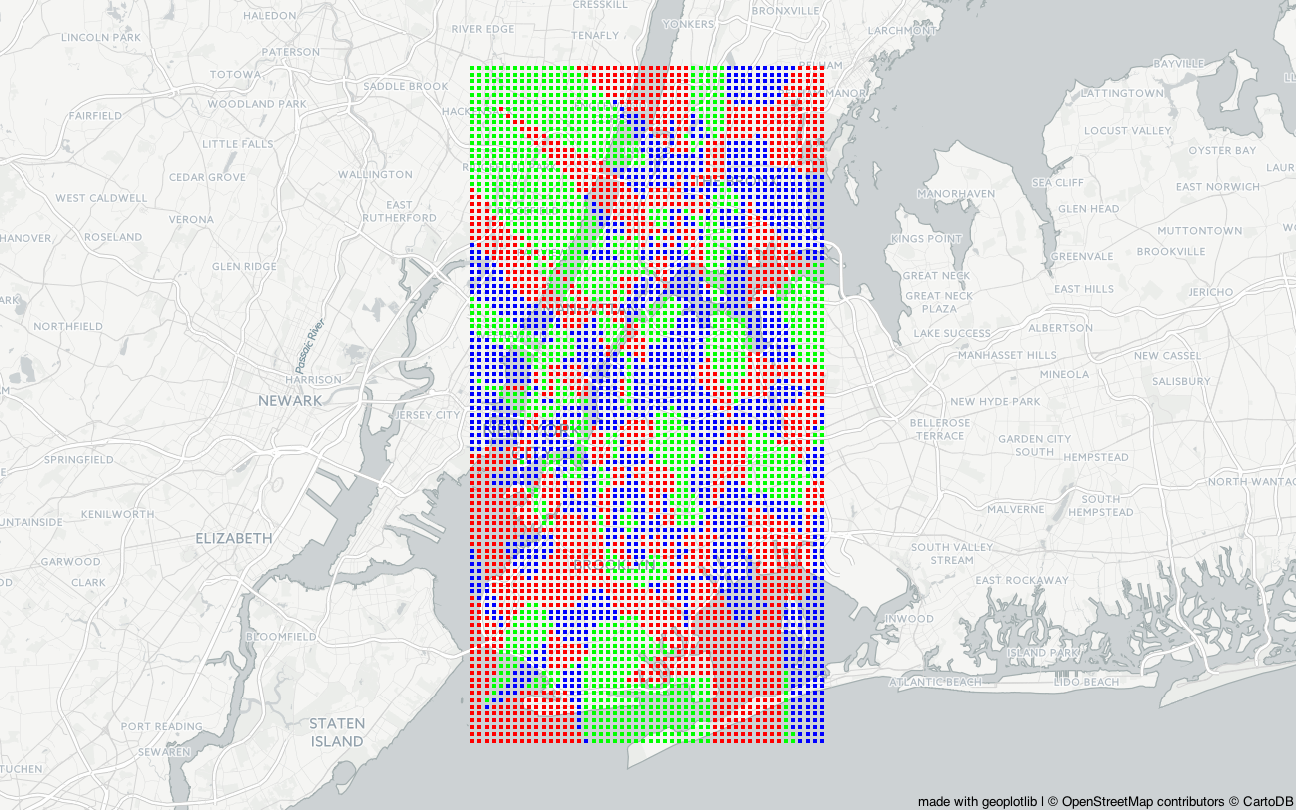 CRESSKILL
BRONXVILLE
HALEDON
YONKERS
LINCOLN PARK
RIVER EDGE
TENAFLY
LARCHMONT
PATERSON
BAYVILLE
PELHAM
TOTOWA
SADDLE BROOK
MANOR
LATTINGTOWN
WOODLAND PARK
FAIRFIELD
LOCUST VALLEY
LITTLE FALLS
OYSTER BAY
CEDAR GROVE
WALLINGTON
SEA CLIFF
EAST NORWICH
WEST CALDWELL
MANORHAVEN
EAST
RUTHERFORD
GLEN HEAD
VERONA
MUTTONTOWN
HANOVER
ROSELAND
KINGS POINT
BROOKVILLE
GREENVALE
GLEN RIDGE
GREAT NECK
EAST HILLS
JERICHO
GREAT NECK
PLAZA
MANHATTAN
NORTHFIELD
ALBERTSON
LAKE SUCCESS
Passaic River
MANHASSET HILLS
NEW CASSEL
MINEOLA
HARRISON
SALISBURY
NEWARK
NEW HYDE PARK
JERSEY CITY
BELLEROSE
TERRACE
NEW YORK
GARDEN CITY
SOUTH
SPRINGFIELD
HEMPSTEAD
NORTH WANTAG
SOUTH
HEMPSTEAD
MALVERNE
KENILWORTH
UNTAINSIDE
ELIZABETH
SOUTH VALLEY
STREAM
GARWOOD
BROOKLYN
CLARK
EAST ROCKAWAY
INWOOD
BLOOMFIELD
ISLAND PARK
ATLANTIC BEACH
LIDO BEACH
PORT READING
STATEN
ISLAND
SEWAREN
TUCHEN
made with geoplotlib | © OpenStreetMap contributors © CartoDB